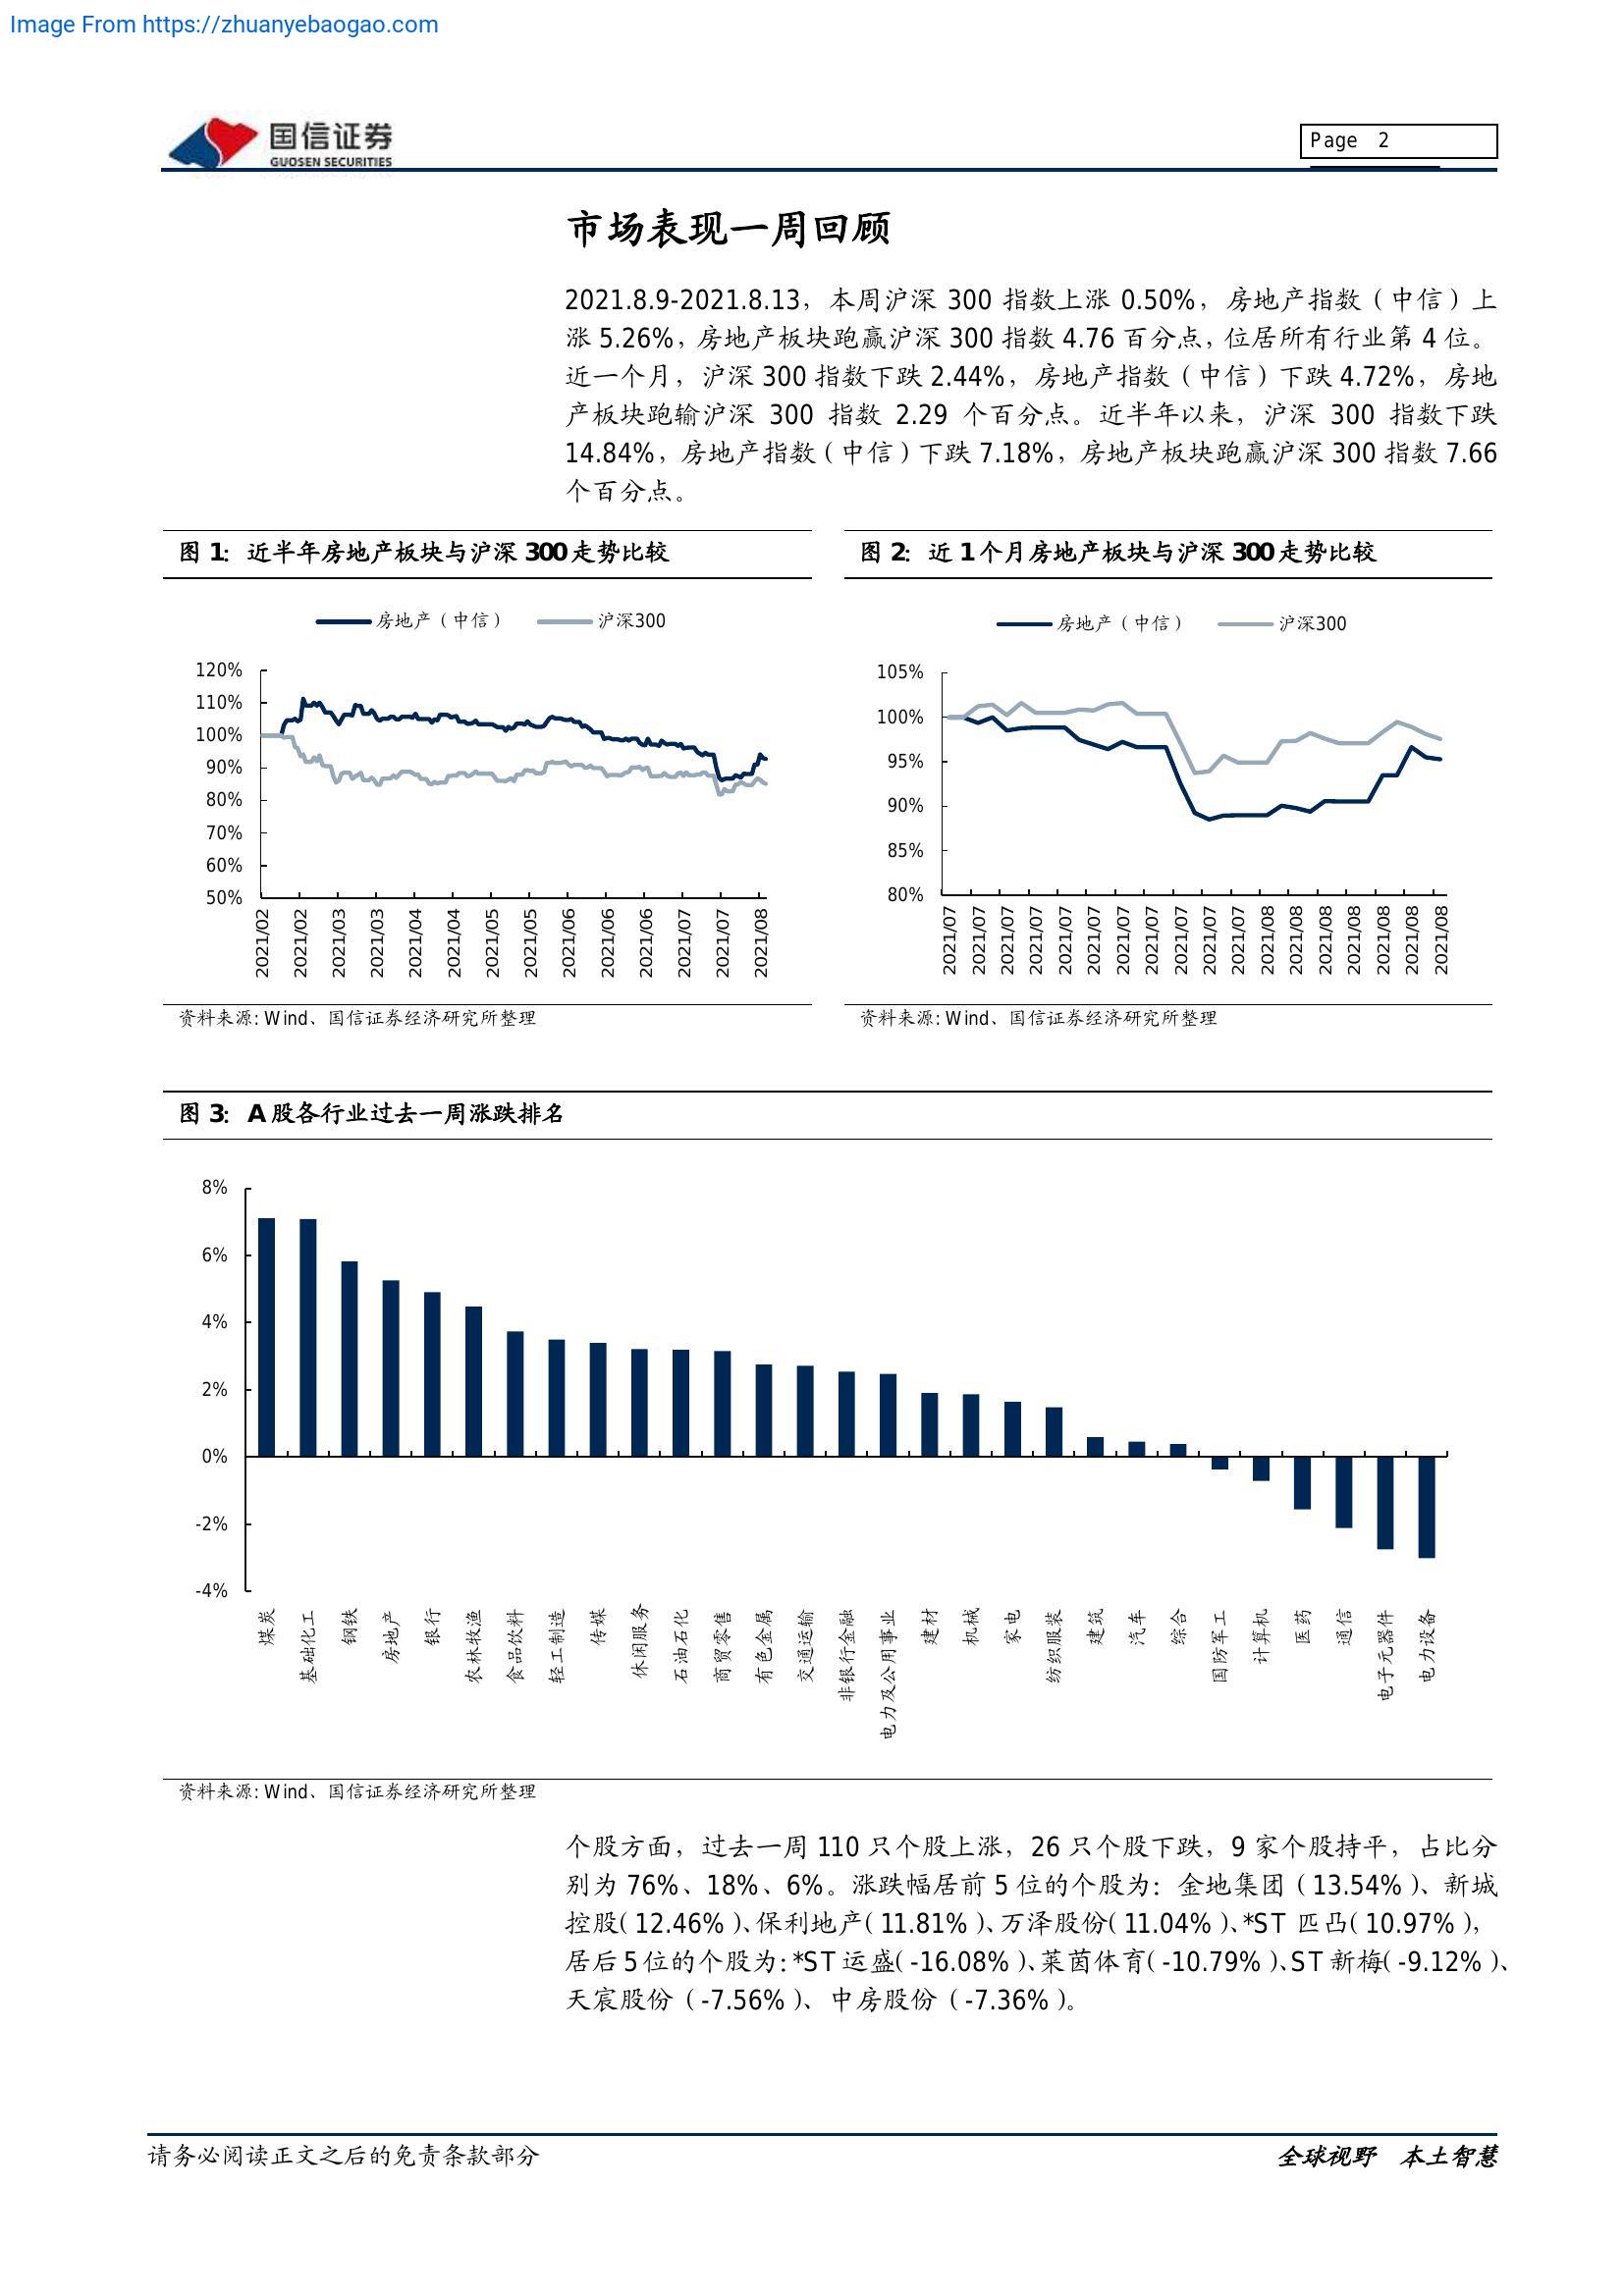 Image From https://zhuanyebaogao.com
国信证券
GUOSEN SECURITIES
Page 2
市场表现一周回顾
2021.8.9-2021.8.13，本周沪深 300 指数上涨 0.50%，房地产指数（中信）上
涨 5.26%，房地产板块跑赢沪深 300 指数 4.76 百分点，位居所有行业第 4 位。
近一个月，沪深 300 指数下跌 2.44%，房地产指数（中信）下跌 4.72%，房地
产板块跑输沪深 300 指数 2.29 个百分点。近半年以来，沪深 300 指数下跌
14.84%，房地产指数（中信）下跌 7.18%，房地产板块跑赢沪深 300 指数 7.66
个百分点。
图 1：近半年房地产板块与沪深 300 走势比较
房地产（中信） 沪深300
120%
110%
100%
90%
80%
70%
60%
50%
2021/02 2021/02 2021/03 2021/03 2021/04 2021/04 2021/05 2021/05 2021/06 2021/06 2021/06 2021/07 2021/07 2021/08
资料来源：Wind、国信证券经济研究所整理
图 2：近 1 个月房地产板块与沪深 300 走势比较
房地产（中信） 沪深300
105%
100%
95%
90%
85%
80%
2021/07 2021/07 2021/07 2021/07 2021/07 2021/07 2021/07 2021/07 2021/07 2021/07 2021/07 2021/08 2021/08 2021/08 2021/08 2021/08 2021/08 2021/08
资料来源：Wind、国信证券经济研究所整理
图 3：A 股各行业过去一周涨跌排名
8%
6%
4%
2%
0%
-2%
-4%
煤炭 基础化工 钢铁 房地产 银行 农林牧渔 食品饮料 轻工制造 传媒 休闲服务 石油石化 商贸零售 有色金属 交通运输 非银行金融 电力及公用事业 建材 机械 家电 纺织服装 建筑 汽车 综合 国防军工 计算机 医药 通信 电子元器件 电力设备
资料来源：Wind、国信证券经济研究所整理
个股方面，过去一周 110 只个股上涨，26 只个股下跌，9 家个股持平，占比分
别为 76%、18%、6%。涨跌幅居前 5 位的个股为：金地集团（13.54%）、新城
控股（12.46%）、保利地产（11.81%）、万泽股份（11.04%）、*ST 匹凸（10.97%），
居后 5 位的个股为：*ST 运盛（-16.08%）、莱茵体育（-10.79%）、ST 新梅（-9.12%）、
天宸股份（-7.56%）、中房股份（-7.36%）。
请务必阅读正文之后的免责条款部分
全球视野 本土智慧